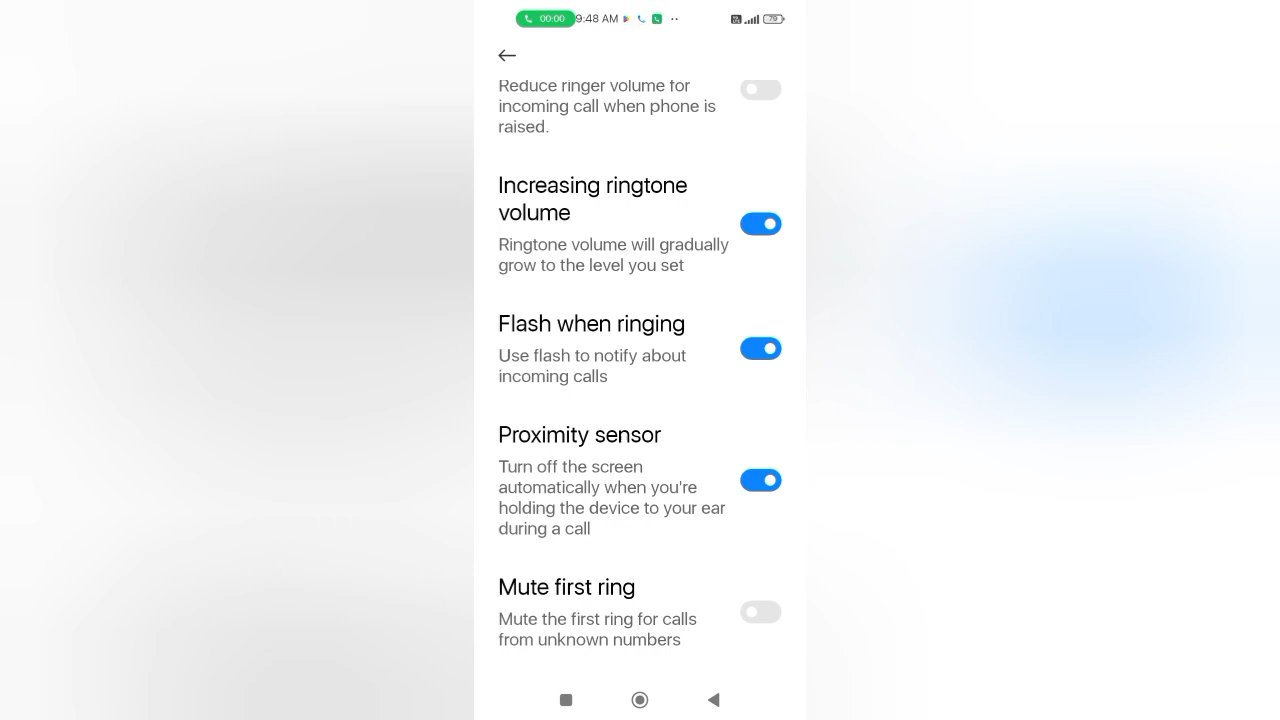 00:00 9:48 AM 79
Reduce ringer volume for
incoming call when phone is
raised.
Increasing ringtone
volume
Ringtone volume will gradually
grow to the level you set
Flash when ringing
Use flash to notify about
incoming calls
Proximity sensor
Turn off the screen
automatically when you're
holding the device to your ear
during a call
Mute first ring
Mute the first ring for calls
from unknown numbers